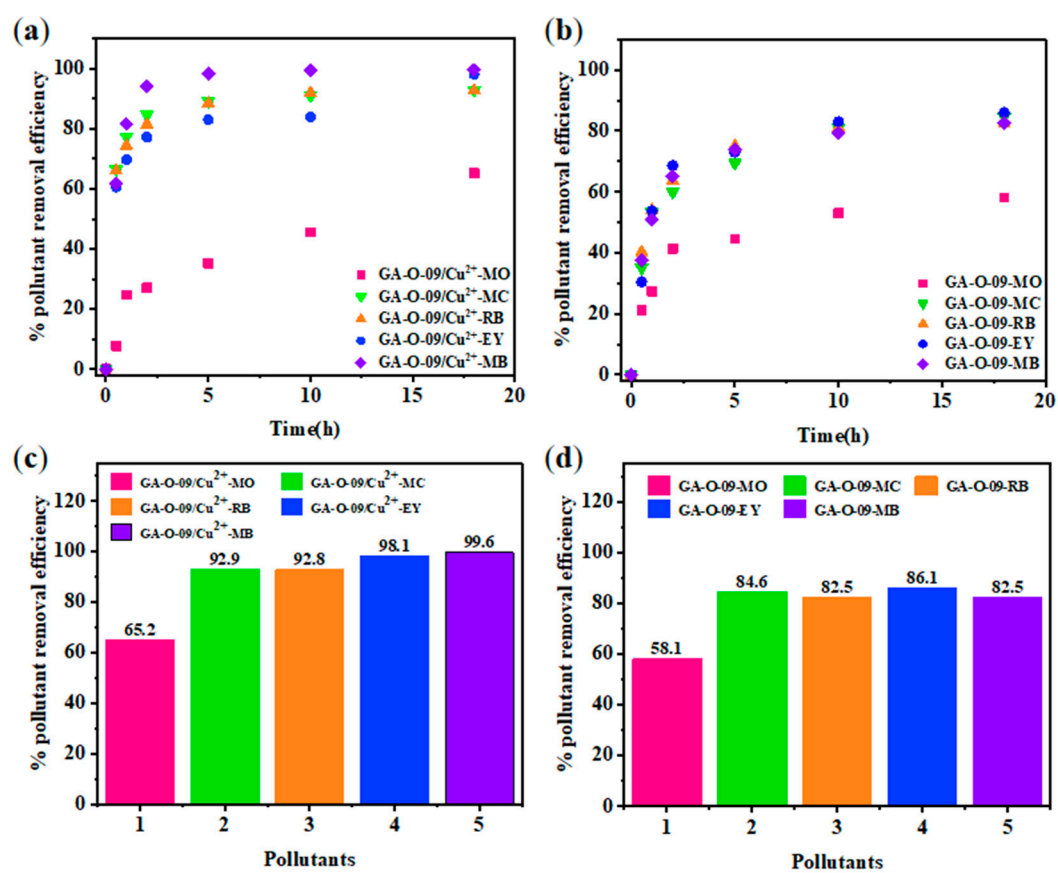 (a)
% pollutant removal efficiency
100
80
60
40
20
0
GA-O-09/Cu²⁺-MO
GA-O-09/Cu²⁺-MC
GA-O-09/Cu²⁺-RB
GA-O-09/Cu²⁺-EY
GA-O-09/Cu²⁺-MB
0 5 10 15 20
Time(h)
(b)
% pollutant removal efficiency
100
80
60
40
20
0
GA-O-09-MO
GA-O-09-MC
GA-O-09-RB
GA-O-09-EY
GA-O-09-MB
0 5 10 15 20
Time(h)
(c)
% pollutant removal efficiency
120
100
80
60
40
20
0
GA-O-09/Cu²⁺-MO GA-O-09/Cu²⁺-MC
GA-O-09/Cu²⁺-RB GA-O-09/Cu²⁺-EY
GA-O-09/Cu²⁺-MB
65.2 92.9 92.8 98.1 99.6
1 2 3 4 5
Pollutants
(d)
% pollutant removal efficiency
120
100
80
60
40
20
0
GA-O-09-MO GA-O-09-MC GA-O-09-RB
GA-O-09-EY GA-O-09-MB
58.1 84.6 82.5 86.1 82.5
1 2 3 4 5
Pollutants